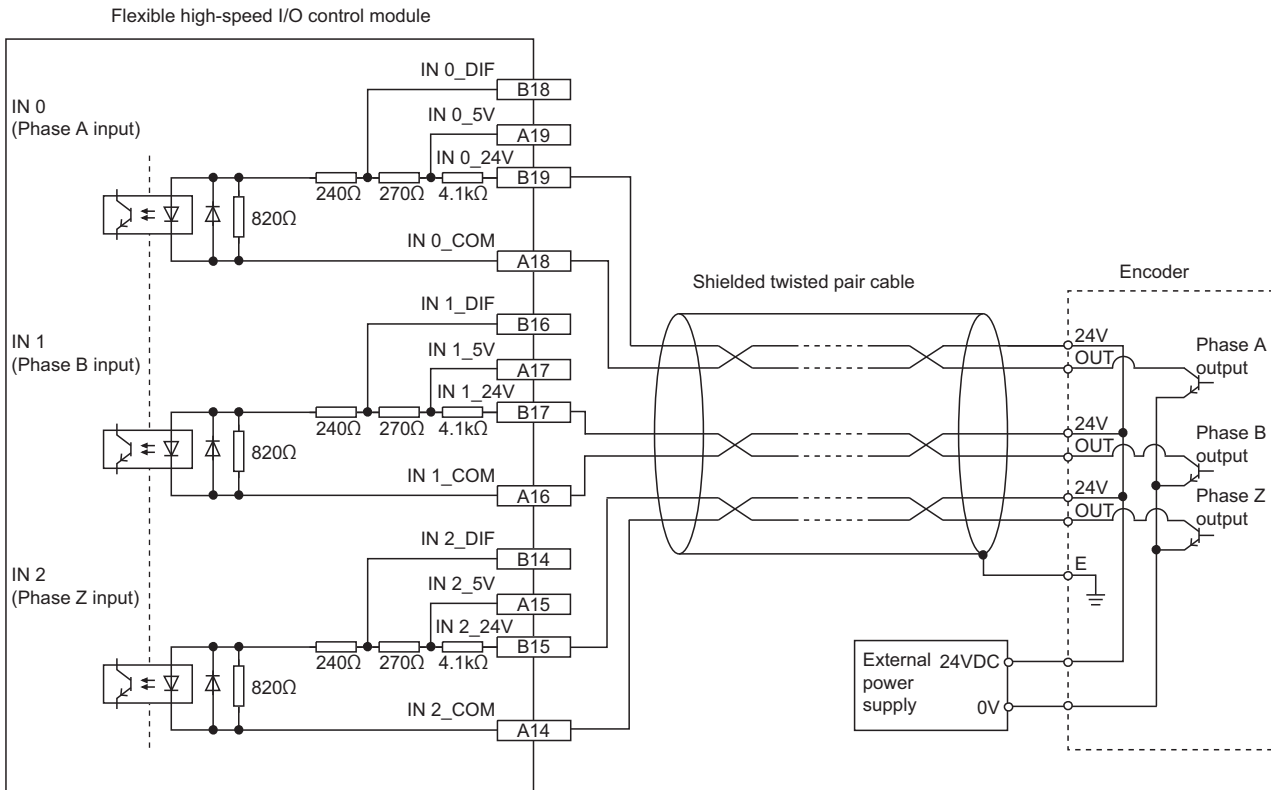 Flexible high-speed I/O control module
IN 0
(Phase A input)
IN 0_DIF
B18
IN 0_5V
A19
IN 0_24V
B19
240Ω
270Ω
4.1kΩ
820Ω
IN 0_COM
A18
IN 1
(Phase B input)
IN 1_DIF
B16
IN 1_5V
A17
IN 1_24V
B17
240Ω
270Ω
4.1kΩ
820Ω
IN 1_COM
A16
IN 2
(Phase Z input)
IN 2_DIF
B14
IN 2_5V
A15
IN 2_24V
B15
240Ω
270Ω
4.1kΩ
820Ω
IN 2_COM
A14
Shielded twisted pair cable
Encoder
24V
OUT
Phase A
output
24V
OUT
Phase B
output
24V
OUT
Phase Z
output
E
External
power
supply
24VDC
0V